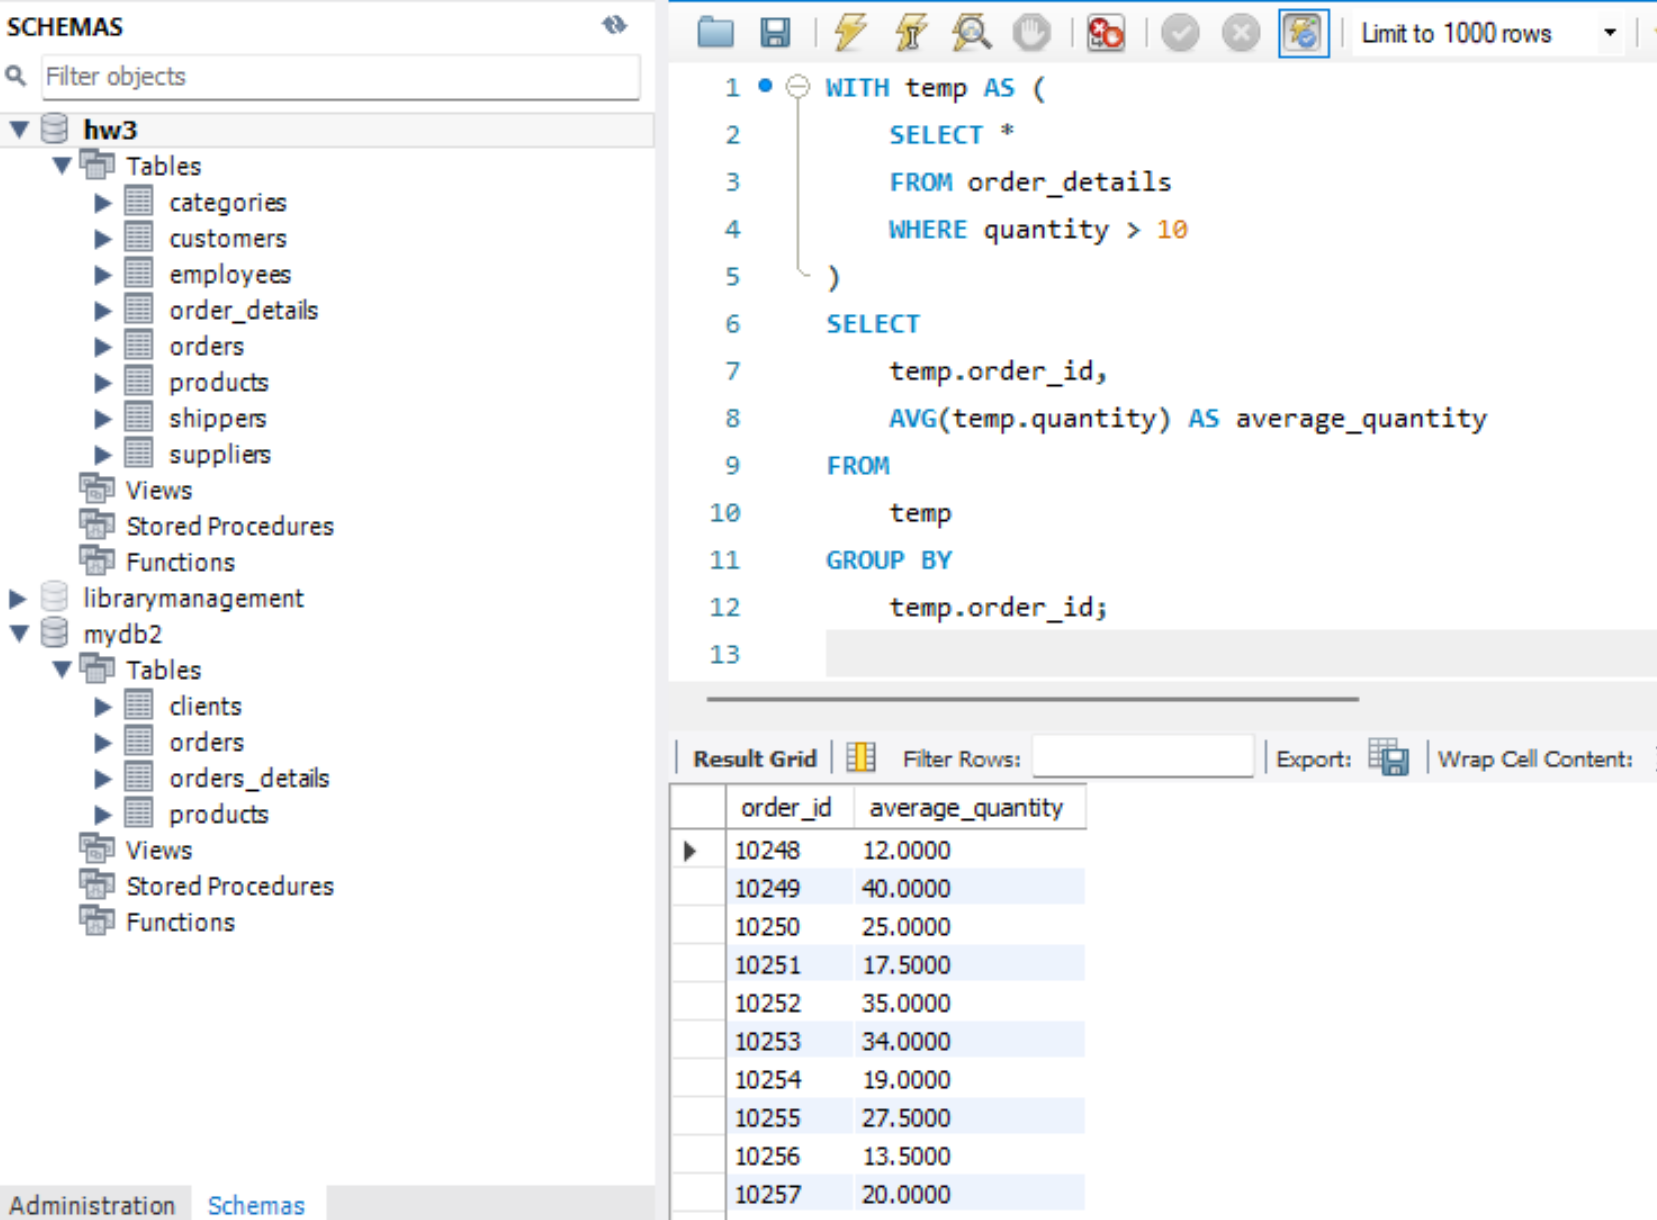 SCHEMAS
Filter objects
hw3
Tables
categories
customers
employees
order_details
orders
products
shippers
suppliers
Views
Stored Procedures
Functions
librarymanagement
mydb2
Tables
clients
orders
orders_details
products
Views
Stored Procedures
Functions
Administration Schemas
Limit to 1000 rows
1 WITH temp AS (
2 SELECT *
3 FROM order_details
4 WHERE quantity > 10
5 )
6 SELECT
7 temp.order_id,
8 AVG(temp.quantity) AS average_quantity
9 FROM
10 temp
11 GROUP BY
12 temp.order_id;
13
Result Grid Filter Rows: Export: Wrap Cell Content:
order_id average_quantity
10248 12.0000
10249 40.0000
10250 25.0000
10251 17.5000
10252 35.0000
10253 34.0000
10254 19.0000
10255 27.5000
10256 13.5000
10257 20.0000